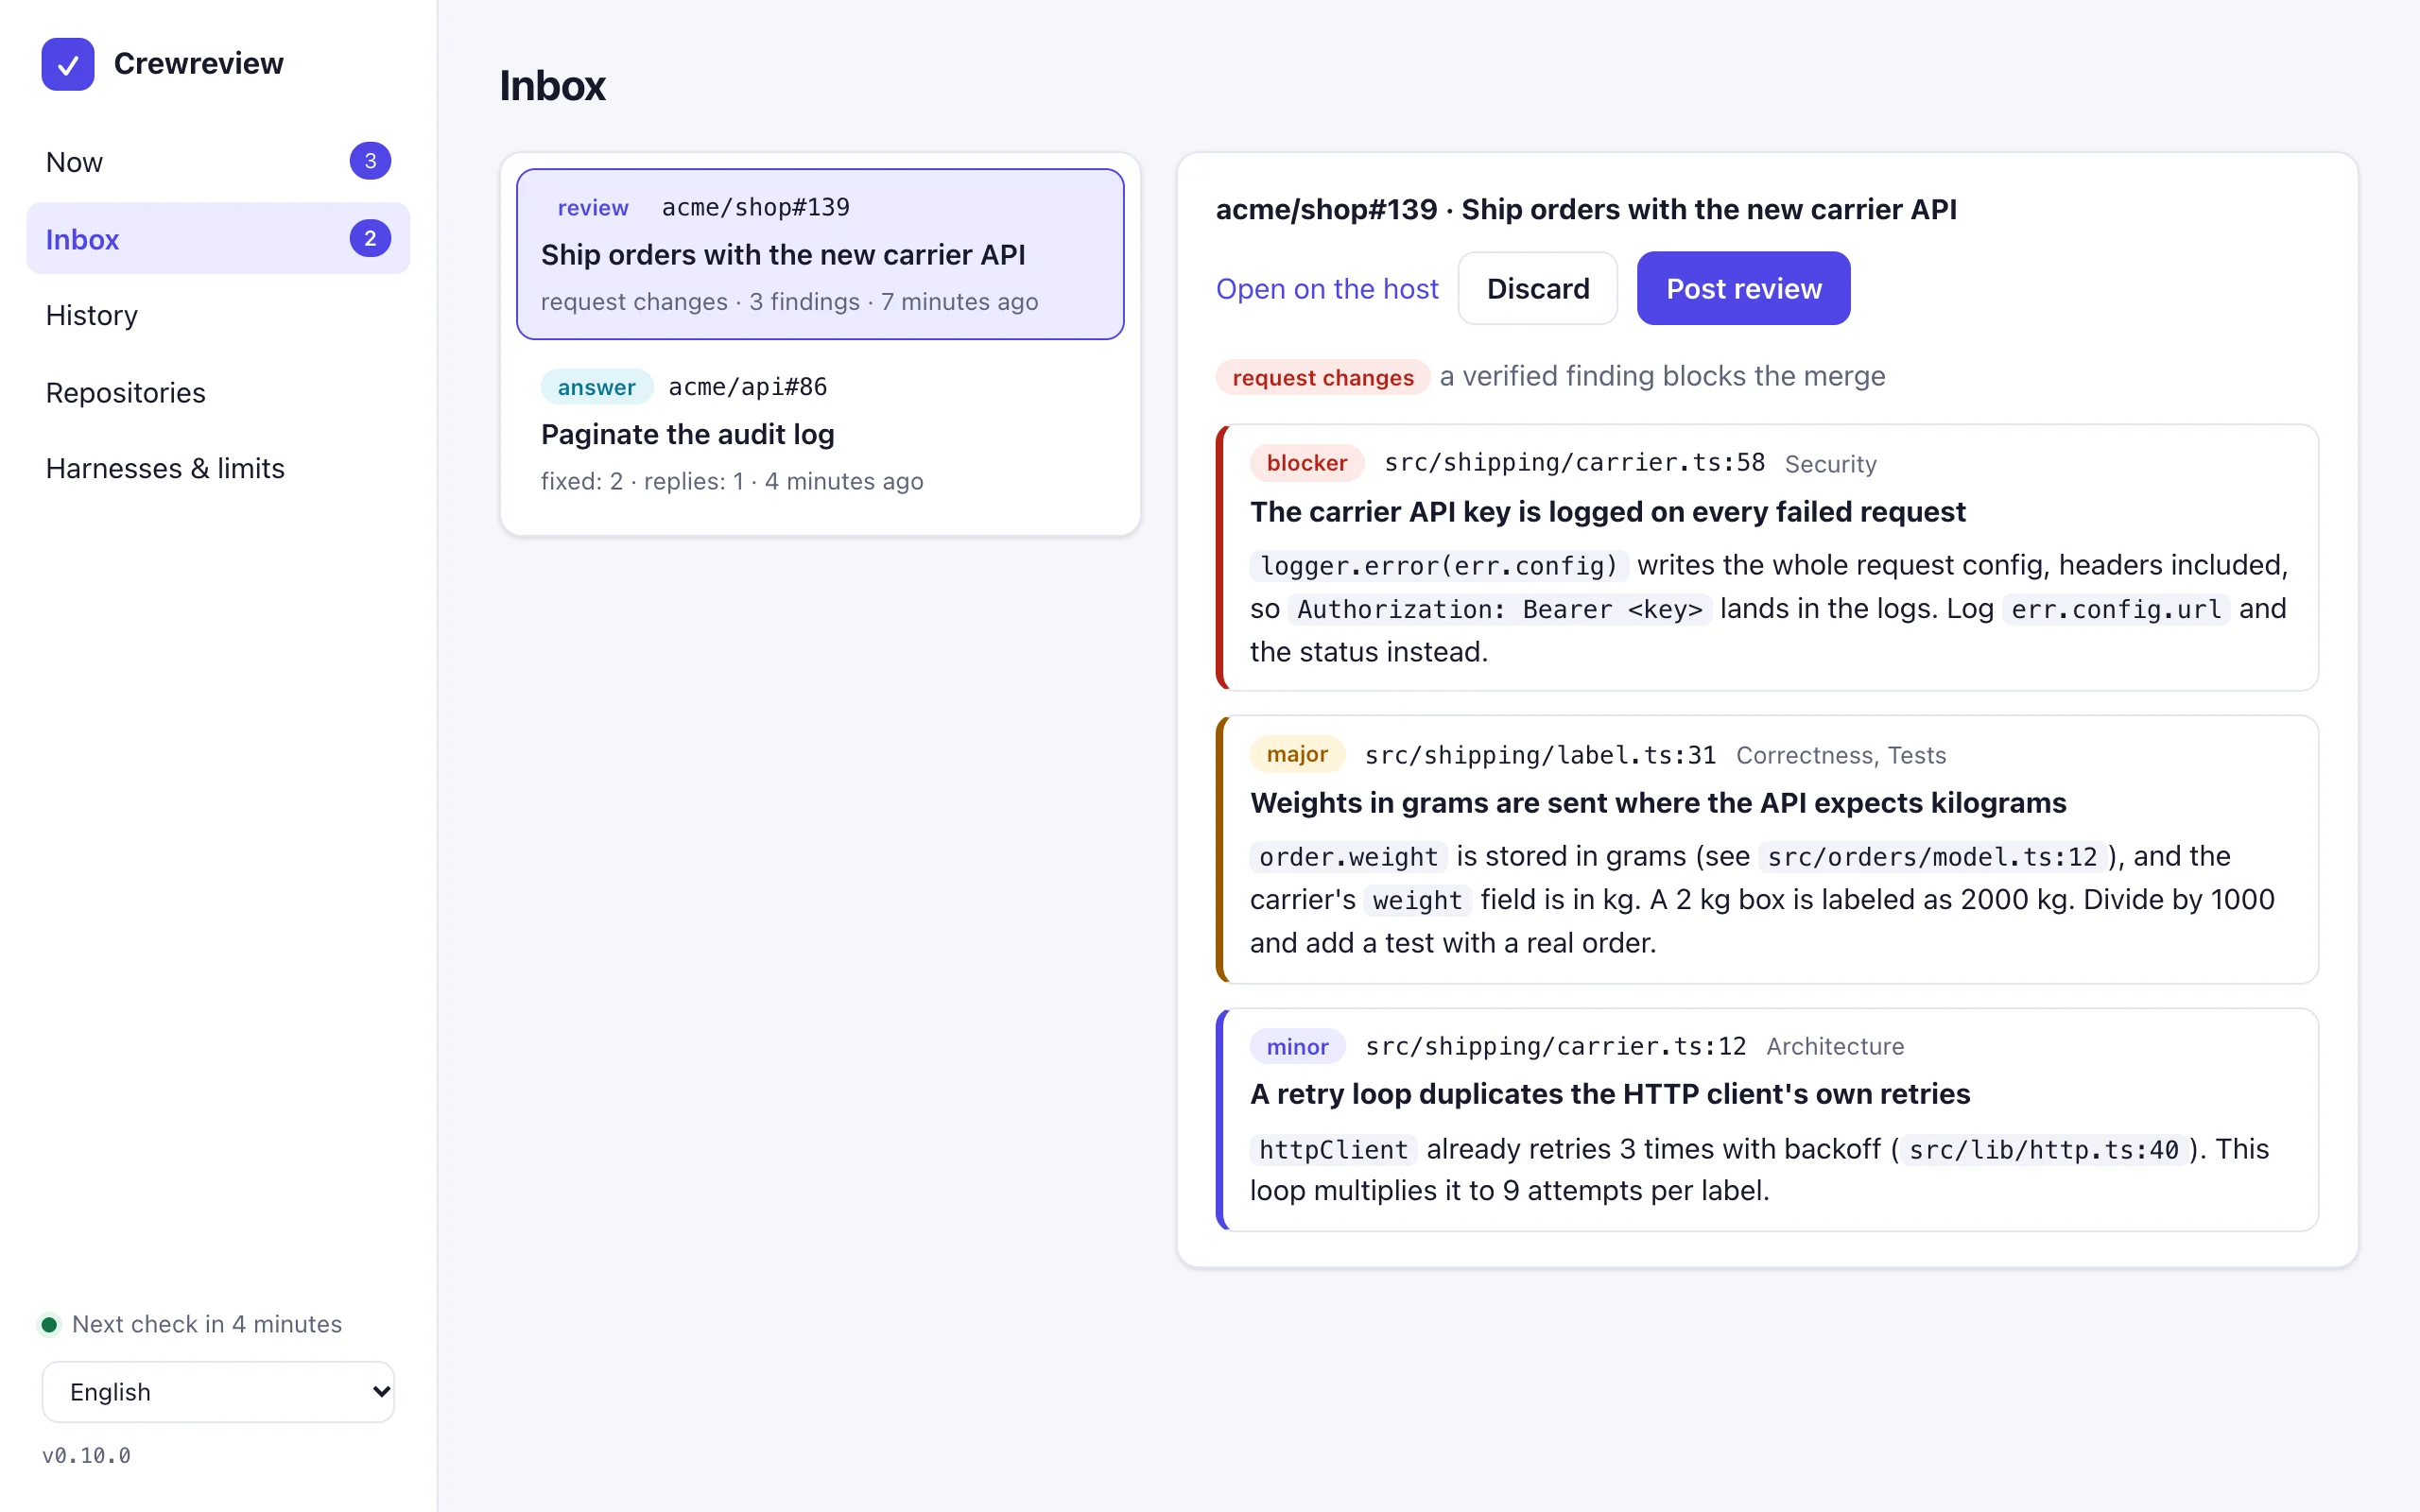 Crewreview
Now 3
Inbox 2
History
Repositories
Harnesses & limits
Next check in 4 minutes
English
v0.10.0
Inbox
review acme/shop#139
Ship orders with the new carrier API
request changes · 3 findings · 7 minutes ago
answer acme/api#86
Paginate the audit log
fixed: 2 · replies: 1 · 4 minutes ago
acme/shop#139 · Ship orders with the new carrier API
Open on the host Discard Post review
request changes a verified finding blocks the merge
blocker src/shipping/carrier.ts:58 Security
The carrier API key is logged on every failed request
logger.error(err.config) writes the whole request config, headers included,
so Authorization: Bearer <key> lands in the logs. Log err.config.url and
the status instead.
major src/shipping/label.ts:31 Correctness, Tests
Weights in grams are sent where the API expects kilograms
order.weight is stored in grams (see src/orders/model.ts:12), and the
carrier's weight field is in kg. A 2 kg box is labeled as 2000 kg. Divide by 1000
and add a test with a real order.
minor src/shipping/carrier.ts:12 Architecture
A retry loop duplicates the HTTP client's own retries
httpClient already retries 3 times with backoff (src/lib/http.ts:40). This
loop multiplies it to 9 attempts per label.